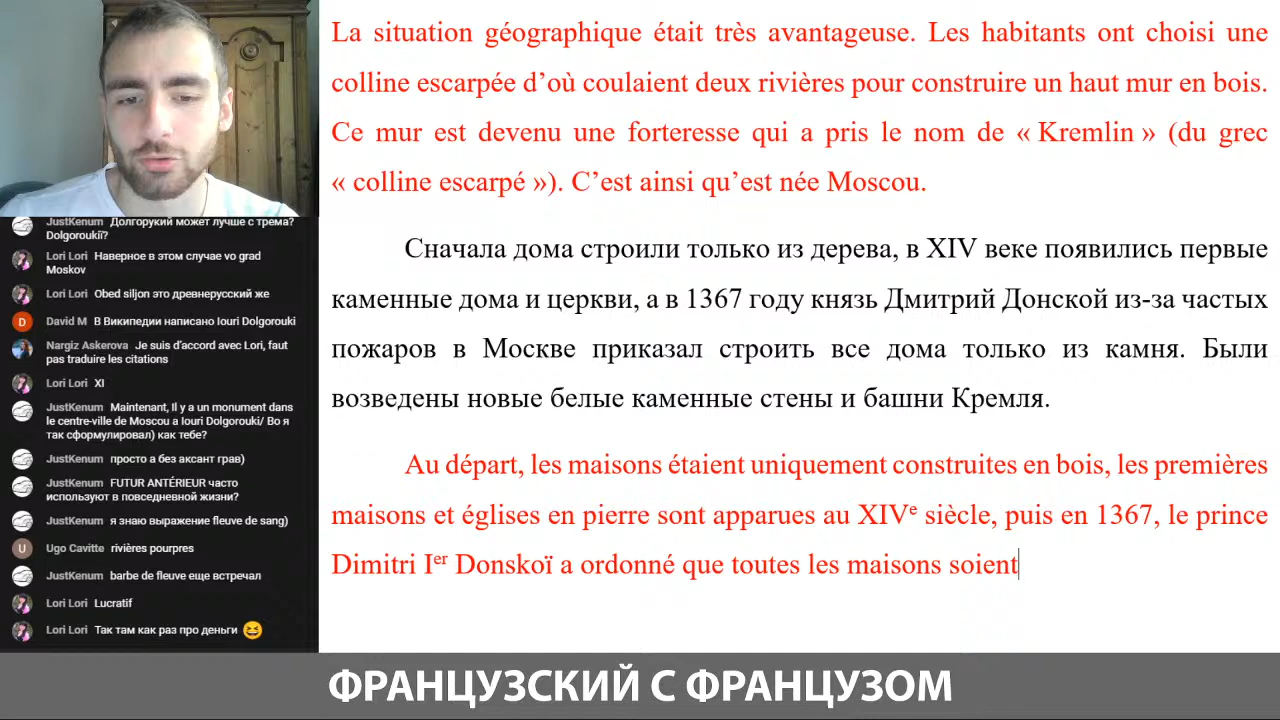 La situation géographique était très avantageuse. Les habitants ont choisi une
colline escarpée d’où coulaient deux rivières pour construire un haut mur en bois.
Ce mur est devenu une forteresse qui a pris le nom de « Kremlin » (du grec
« colline escarpé »). C’est ainsi qu’est née Moscou.
Сначала дома строили только из дерева, в XIV веке появились первые
каменные дома и церкви, а в 1367 году князь Дмитрий Донской из-за частых
пожаров в Москве приказал строить все дома только из камня. Были
возведены новые белые каменные стены и башни Кремля.
Au départ, les maisons étaient uniquement construites en bois, les premières
maisons et églises en pierre sont apparues au XIVᵉ siècle, puis en 1367, le prince
Dimitri Iᵉʳ Donskoï a ordonné que toutes les maisons soient
JustKenum Долгорукий может лучше с трема?
Dolgoroukiï?
Lori Lori Наверное в этом случае vo grad
Moskov
Lori Lori Obed siljon это древнерусский же
David M В Википедии написано Iouri Dolgorouki
Nargiz Askerova Je suis d’accord avec Lori, faut
pas traduire les citations
Lori Lori XI
JustKenum Maintenant, Il y a un monument dans
le centre-ville de Moscou a Iouri Dolgorouki/ Во я
так сформулировал) как тебе?
JustKenum просто а без аксант грав)
JustKenum FUTUR ANTÉRIEUR часто
используют в повседневной жизни?
JustKenum я знаю выражение fleuve de sang)
Ugo Cavitte rivières pourpres
JustKenum barbe de fleuve еще встречал
Lori Lori Lucratif
Lori Lori Так там как раз про деньги 😆
D
U
ФРАНЦУЗСКИЙ С ФРАНЦУЗОМ